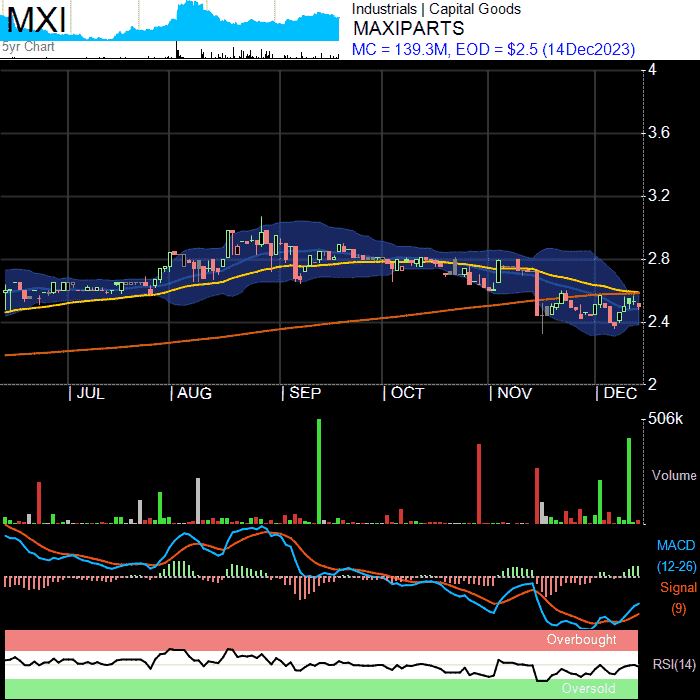 MXI
5yr Chart
Industrials | Capital Goods
MAXIPARTS
MC = 139.3M, EOD = $2.5 (14Dec2023)
4
3.6
3.2
2.8
2.4
2
JUL AUG SEP OCT NOV DEC
506k
Volume
MACD
(12-26)
Signal
(9)
Overbought
RSI(14)
Oversold